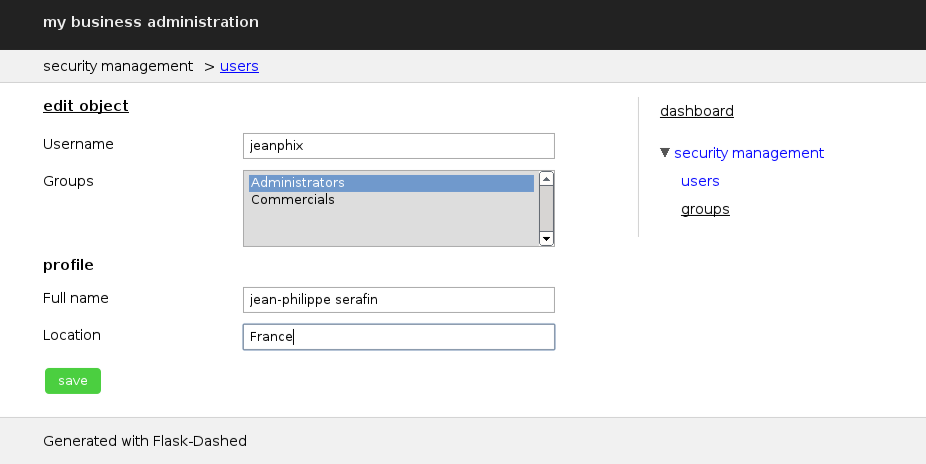 my business administration
security management > users
edit object
Username
jeanphix
Groups
Administrators
Commercials
profile
Full name
jean-philippe serafin
Location
France
save
dashboard
security management
users
groups
Generated with Flask-Dashed